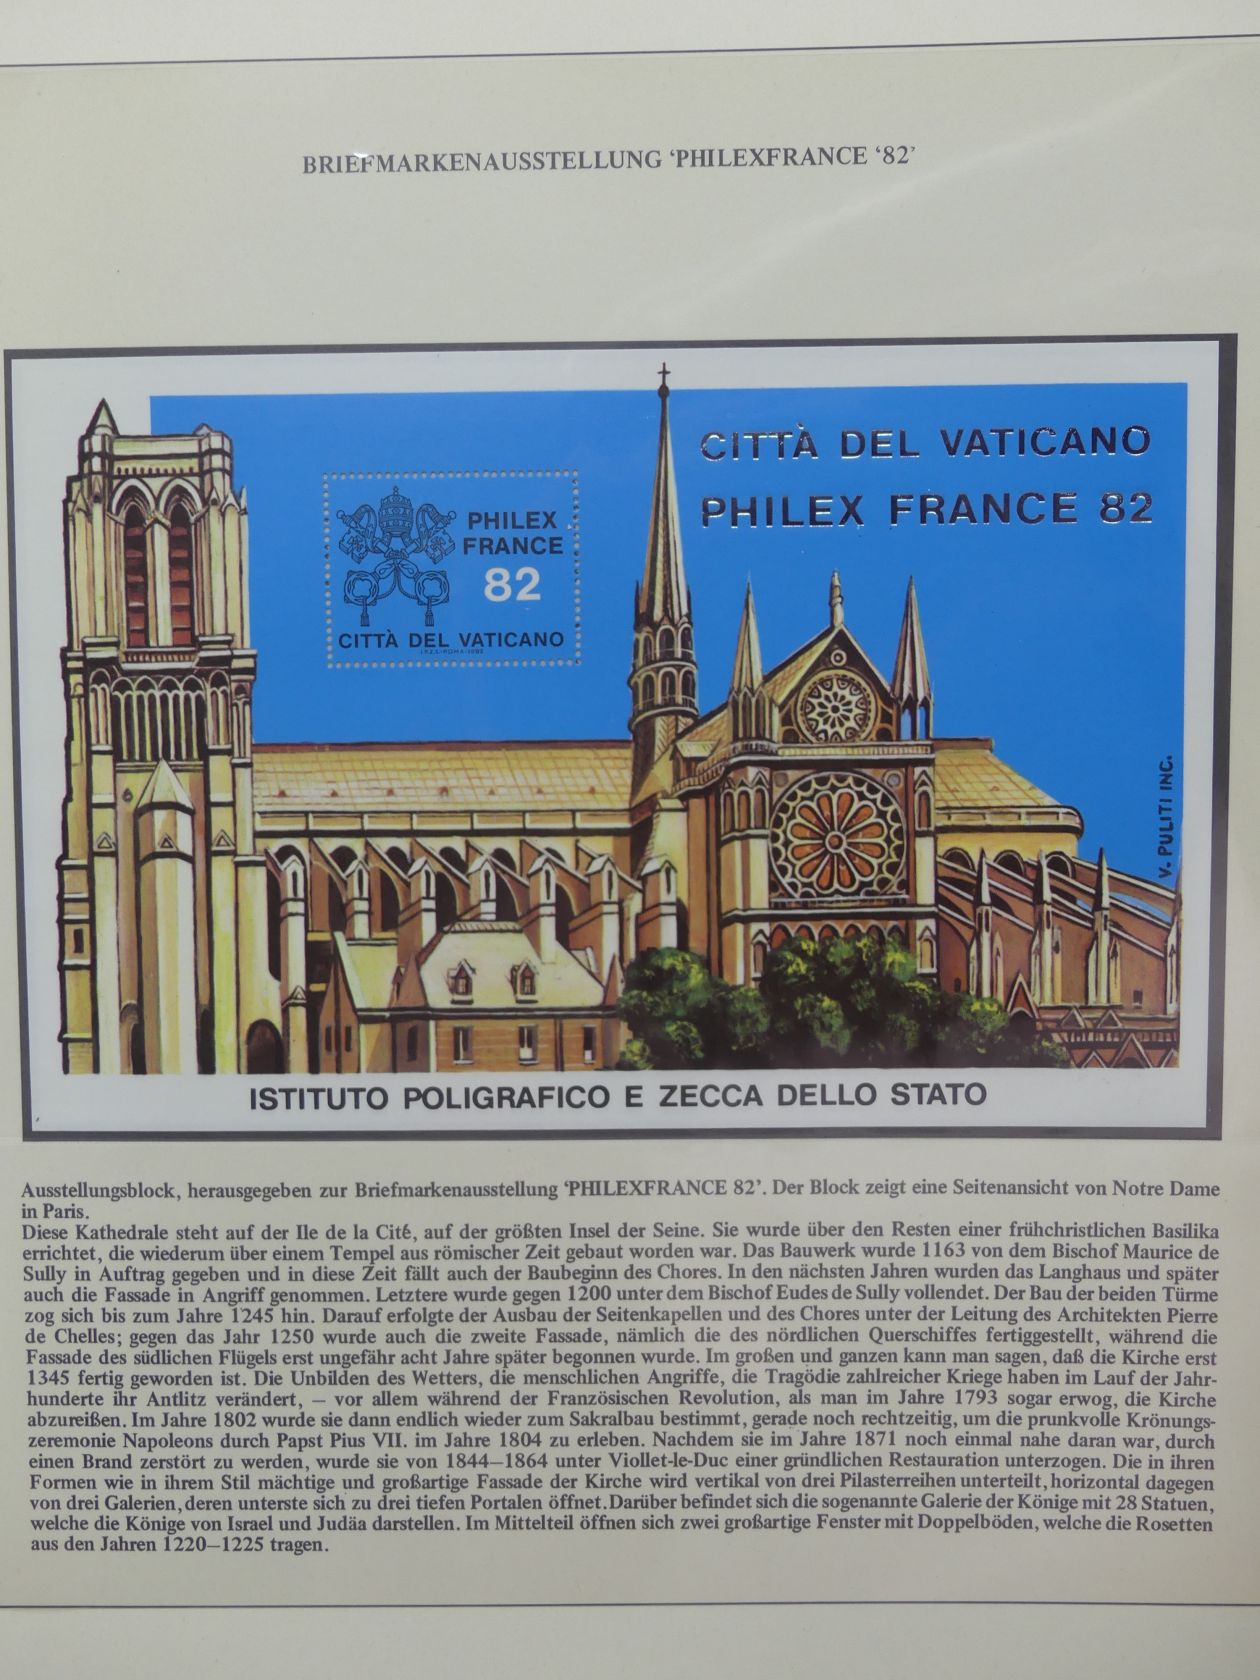 BRIEFMARKENAUSSTELLUNG ‘PHILEXFRANCE ‘82’
CITTÀ DEL VATICANO
PHILEX FRANCE 82
PHILEX
FRANCE
82
CITTÀ DEL VATICANO
I.P.Z.S.-ROMA-1982
V. PULITI INC.
ISTITUTO POLIGRAFICO E ZECCA DELLO STATO
Ausstellungsblock, herausgegeben zur Briefmarkenausstellung ‘PHILEXFRANCE 82’. Der Block zeigt eine Seitenansicht von Notre Dame
in Paris.
Diese Kathedrale steht auf der Ile de la Cité, auf der größten Insel der Seine. Sie wurde über den Resten einer frühchristlichen Basilika
errichtet, die wiederum über einem Tempel aus römischer Zeit gebaut worden war. Das Bauwerk wurde 1163 von dem Bischof Maurice de
Sully in Auftrag gegeben und in diese Zeit fällt auch der Baubeginn des Chores. In den nächsten Jahren wurden das Langhaus und später
auch die Fassade in Angriff genommen. Letztere wurde gegen 1200 unter dem Bischof Eudes de Sully vollendet. Der Bau der beiden Türme
zog sich bis zum Jahre 1245 hin. Darauf erfolgte der Ausbau der Seitenkapellen und des Chores unter der Leitung des Architekten Pierre
de Chelles; gegen das Jahr 1250 wurde auch die zweite Fassade, nämlich die des nördlichen Querschiffes fertiggestellt, während die
Fassade des südlichen Flügels erst ungefähr acht Jahre später begonnen wurde. Im großen und ganzen kann man sagen, daß die Kirche erst
1345 fertig geworden ist. Die Unbilden des Wetters, die menschlichen Angriffe, die Tragödie zahlreicher Kriege haben im Lauf der Jahr-
hunderte ihr Antlitz verändert, – vor allem während der Französischen Revolution, als man im Jahre 1793 sogar erwog, die Kirche
abzureißen. Im Jahre 1802 wurde sie dann endlich wieder zum Sakralbau bestimmt, gerade noch rechtzeitig, um die prunkvolle Krönungs-
zeremonie Napoleons durch Papst Pius VII. im Jahre 1804 zu erleben. Nachdem sie im Jahre 1871 noch einmal nahe daran war, durch
einen Brand zerstört zu werden, wurde sie von 1844–1864 unter Viollet-le-Duc einer gründlichen Restauration unterzogen. Die in ihren
Formen wie in ihrem Stil mächtige und großartige Fassade der Kirche wird vertikal von drei Pilasterreihen unterteilt, horizontal dagegen
von drei Galerien, deren unterste sich zu drei tiefen Portalen öffnet. Darüber befindet sich die sogenannte Galerie der Könige mit 28 Statuen,
welche die Könige von Israel und Judäa darstellen. Im Mittelteil öffnen sich zwei großartige Fenster mit Doppelböden, welche die Rosetten
aus den Jahren 1220–1225 tragen.